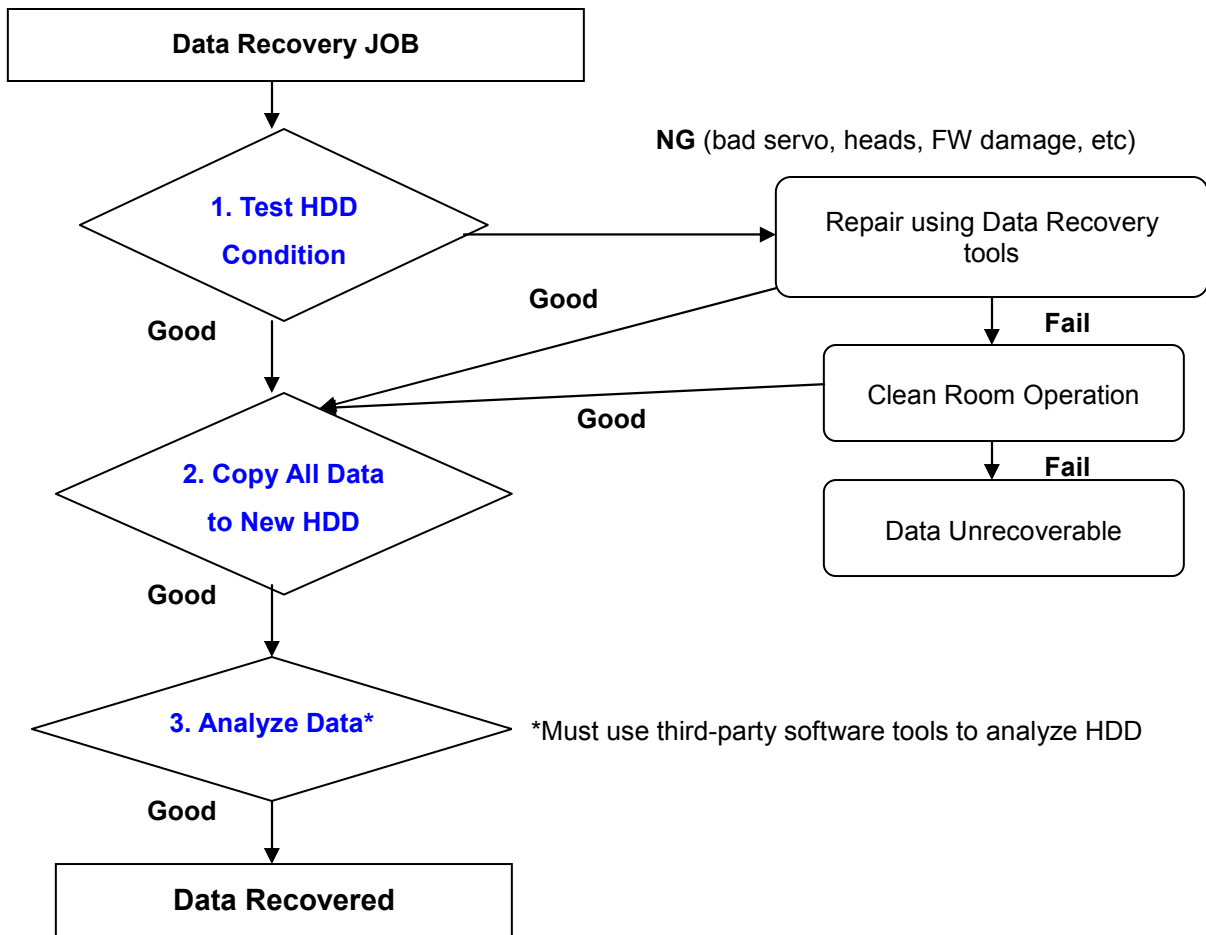 Data Recovery JOB
NG (bad servo, heads, FW damage, etc)
1. Test HDD
Condition
Repair using Data Recovery
tools
Good
Good
Fail
Clean Room Operation
Good
Fail
2. Copy All Data
to New HDD
Data Unrecoverable
Good
3. Analyze Data*
*Must use third-party software tools to analyze HDD
Good
Data Recovered